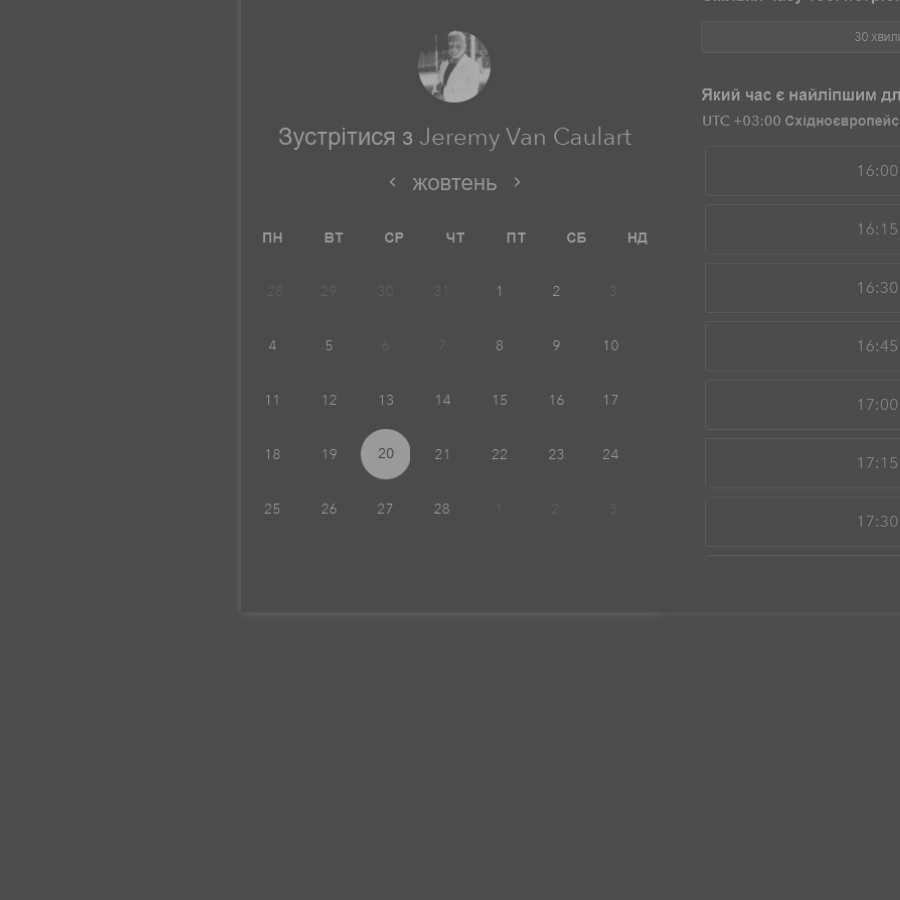 30 хвили
Зустрітися з Jeremy Van Caulart
жовтень
ПН ВТ СР ЧТ ПТ СБ НД
28 29 30 31 1 2 3
4 5 6 7 8 9 10
11 12 13 14 15 16 17
18 19 20 21 22 23 24
25 26 27 28 1 2 3
Який час є найліпшим дл
UTC +03:00 Східноєвропейс
16:00
16:15
16:30
16:45
17:00
17:15
17:30